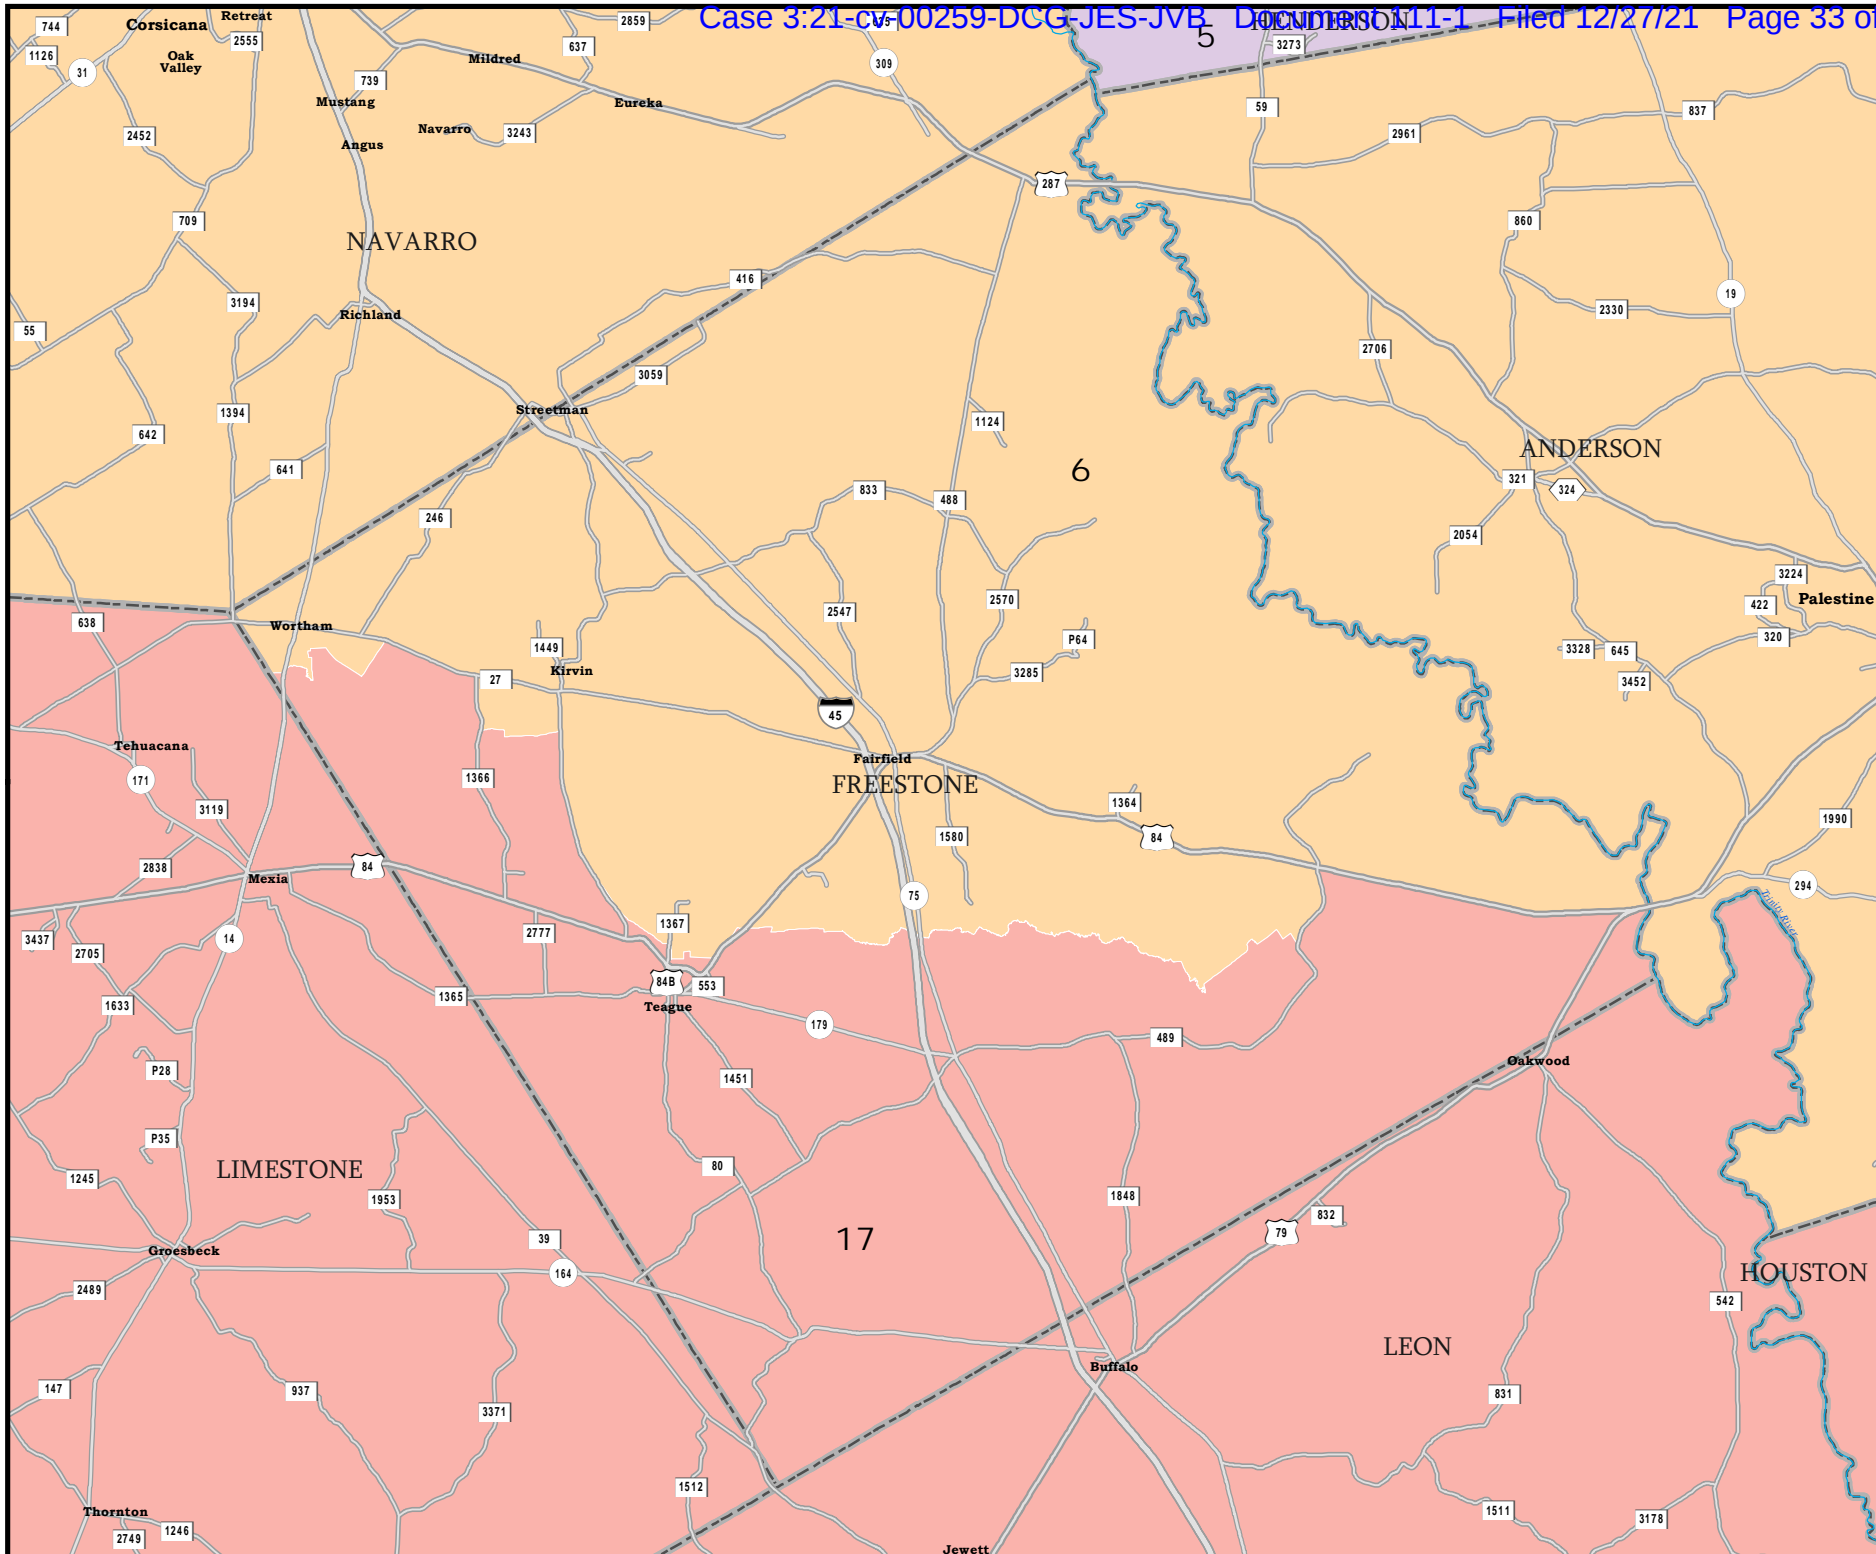 Case 3:21-cv-00259-DCG-JES-JVB Document 111-1 Filed 12/27/21 Page 33 of
744
Corsicana
Retreat
2859
635
5
HENDERSON
1126
31
Oak
Valley
2555
739
Mildred
637
309
3273
Mustang
Eureka
59
837
2452
Angus
Navarro
3243
2961
287
709
NAVARRO
860
416
19
3194
Richland
2330
55
3059
2706
1394
Streetman
1124
642
641
6
ANDERSON
833
488
321
324
246
2054
3224
638
Wortham
2547
2570
422
Palestine
1449
P64
320
Kirvin
3285
3328
645
27
3452
45
Tehuacana
Fairfield
171
1366
FREESTONE
3119
1364
1990
2838
84
1580
84
Mexia
75
294
3437
14
2777
1367
Trinity River
2705
84B
553
1633
1365
Teague
179
489
P28
1451
Oakwood
P35
LIMESTONE
80
1245
1953
1848
832
Groesbeck
39
17
79
164
HOUSTON
2489
542
LEON
Buffalo
147
937
831
3371
1512
Thornton
1511
3178
2749
1246
Jewett